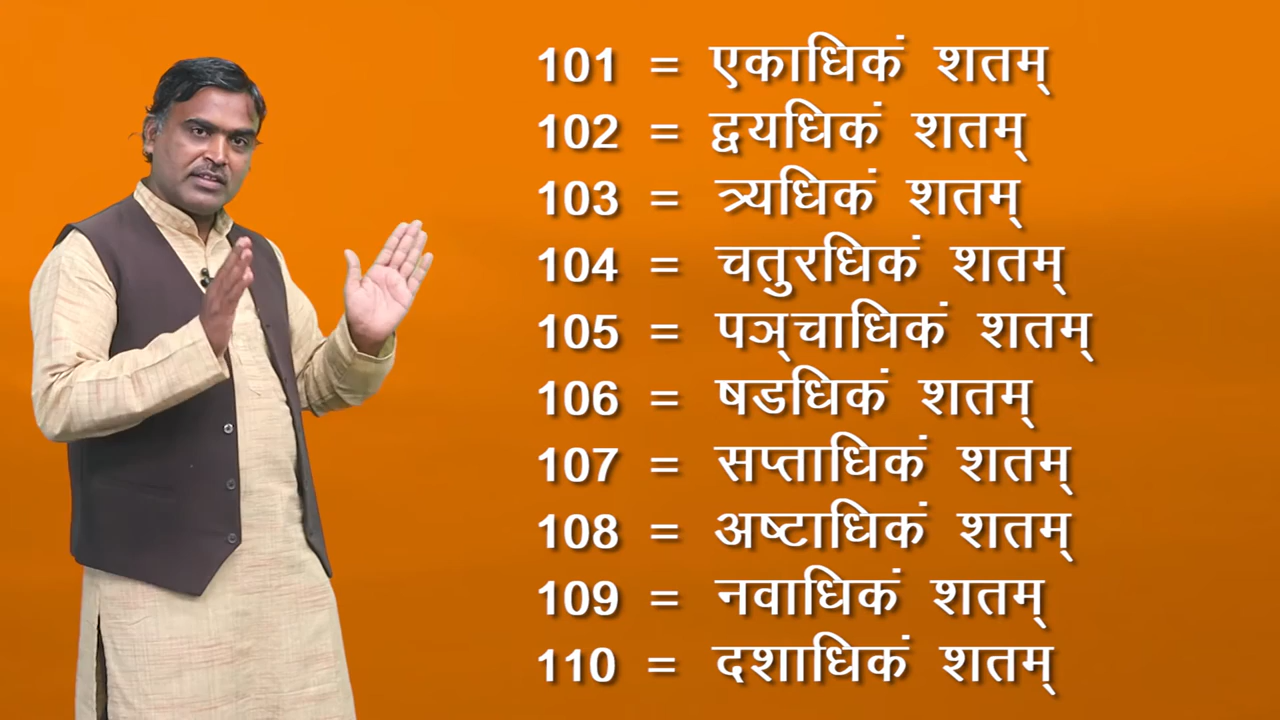 101 = एकाधिकं शतम्
102 = द्वयधिकं शतम्
103 = त्र्यधिकं शतम्
104 = चतुरधिकं शतम्
105 = पञ्चाधिकं शतम्
106 = षडधिकं शतम्
107 = सप्ताधिकं शतम्
108 = अष्टाधिकं शतम्
109 = नवाधिकं शतम्
110 = दशाधिकं शतम्